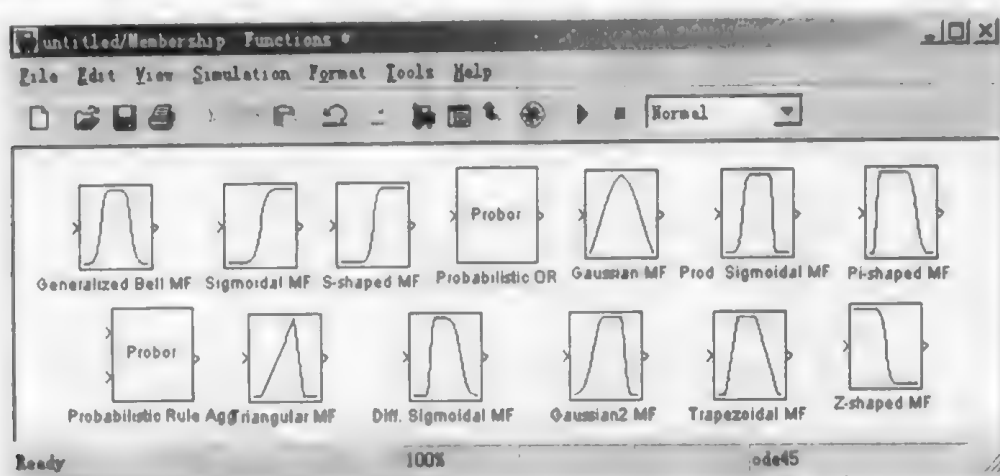 untitled/Membership Functions *
File Edit View Simulation Format Tools Help
Normal
Probor
Generalized Bell MF Sigmoidal MF S-shaped MF Probabilistic OR Gaussian MF Prod Sigmoidal MF Pi-shaped MF
Probor
Probabilistic Rule Agg Triangular MF Diff. Sigmoidal MF Gaussian2 MF Trapezoidal MF Z-shaped MF
Ready 100% ode45